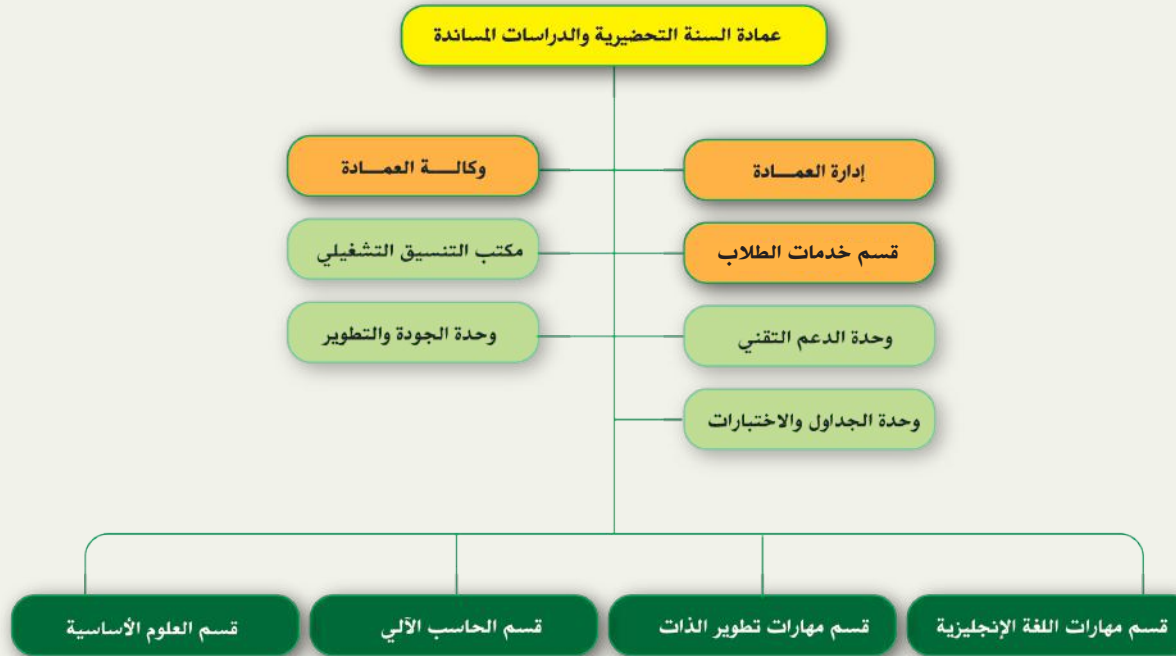 عمادة السنة التحضيرية والدراسات المساندة
إدارة العمـــادة
وكالـــة العمـــادة
قسم خدمات الطلاب
مكتب التنسيق التشغيلي
وحدة الدعم التقني
وحدة الجودة والتطوير
وحدة الجداول والاختبارات
قسم مهارات اللغة الإنجليزية
قسم مهارات تطوير الذات
قسم الحاسب الآلي
قسم العلوم الأساسية